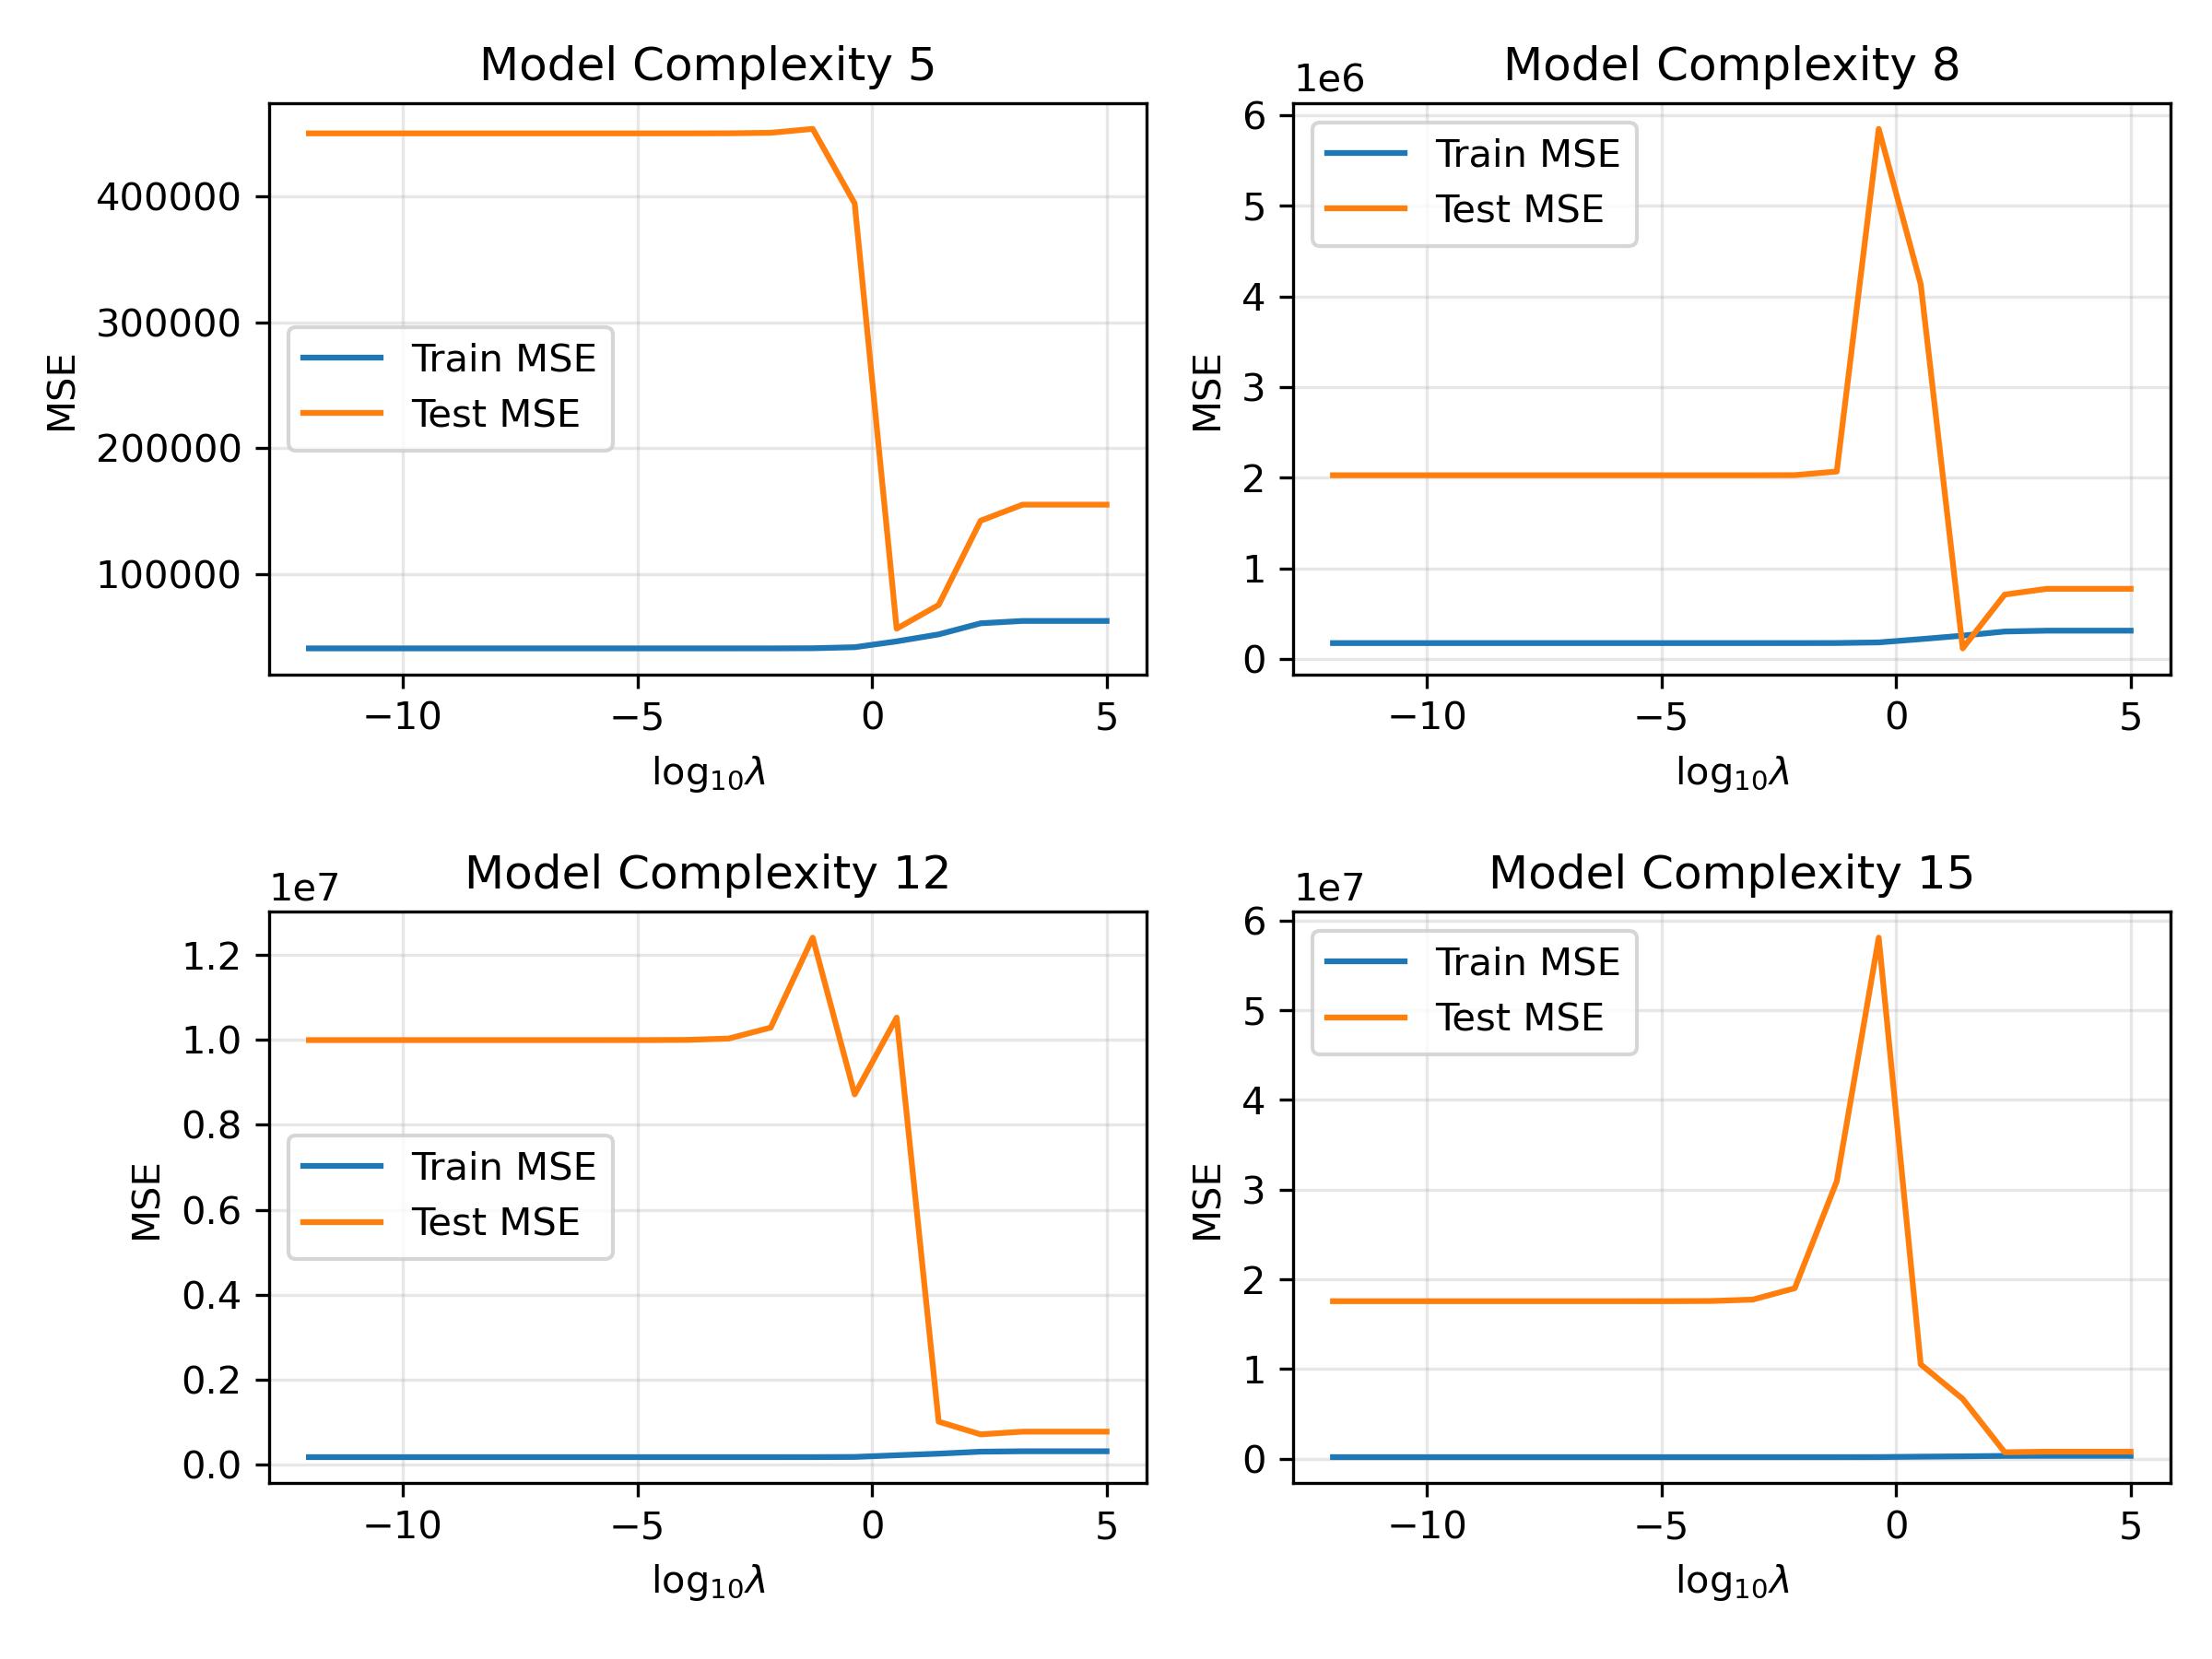 Model Complexity 5
400000
300000
200000
100000
MSE
Train MSE
Test MSE
−10 −5 0 5
log₁₀λ
1e6
Model Complexity 8
6
5
4
3
2
1
0
MSE
Train MSE
Test MSE
−10 −5 0 5
log₁₀λ
1e7
Model Complexity 12
1.2
1.0
0.8
0.6
0.4
0.2
0.0
MSE
Train MSE
Test MSE
−10 −5 0 5
log₁₀λ
1e7
Model Complexity 15
6
5
4
3
2
1
0
MSE
Train MSE
Test MSE
−10 −5 0 5
log₁₀λ